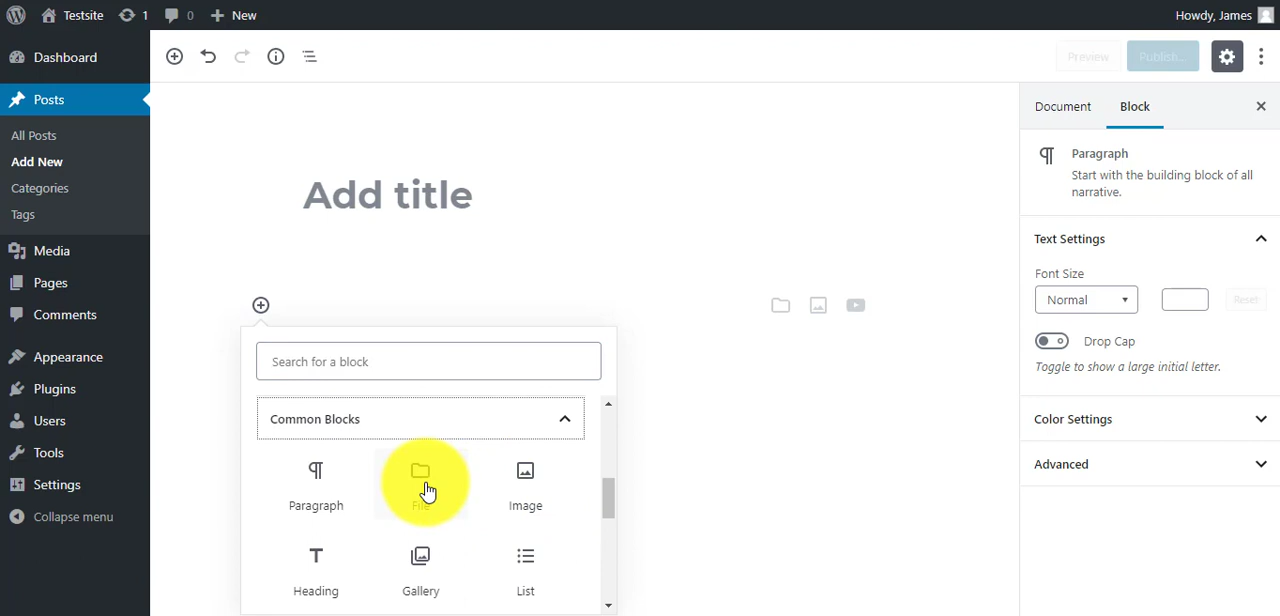 Testsite
1
0
New
Howdy, James
Dashboard
Posts
All Posts
Add New
Categories
Tags
Media
Pages
Comments
Appearance
Plugins
Users
Tools
Settings
Collapse menu
Preview
Publish...
Add title
Search for a block
Common Blocks
Paragraph
File
Image
Heading
Gallery
List
Document
Block
Paragraph
Start with the building block of all
narrative.
Text Settings
Font Size
Normal
Reset
Drop Cap
Toggle to show a large initial letter.
Color Settings
Advanced